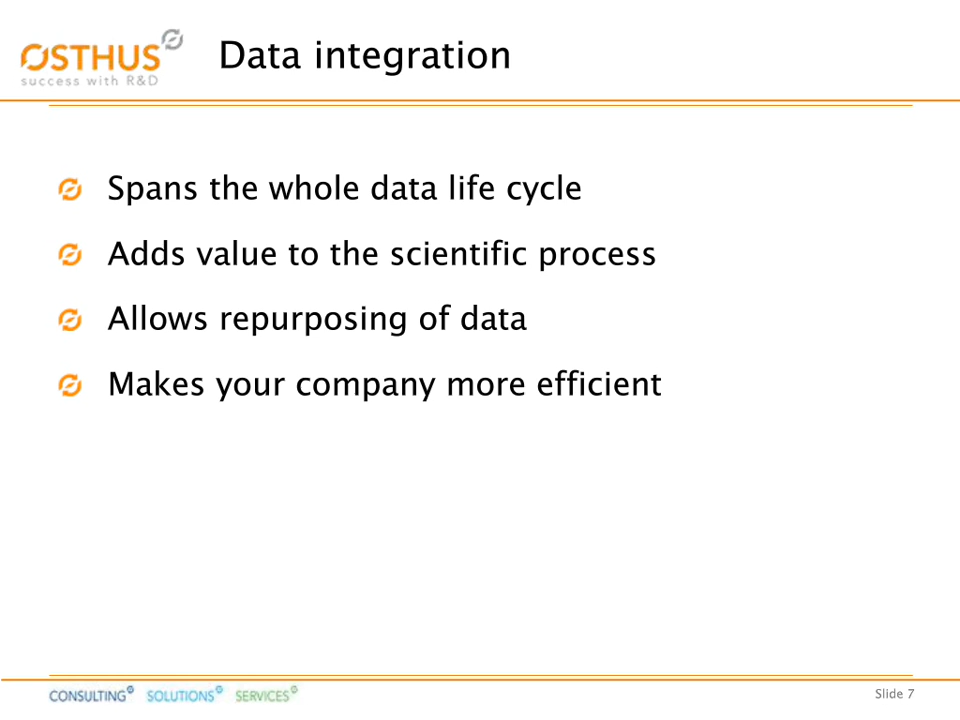 OSTHUS
success with R&D
Data integration
Spans the whole data life cycle
Adds value to the scientific process
Allows repurposing of data
Makes your company more efficient
CONSULTING SOLUTIONS SERVICES
Slide 7